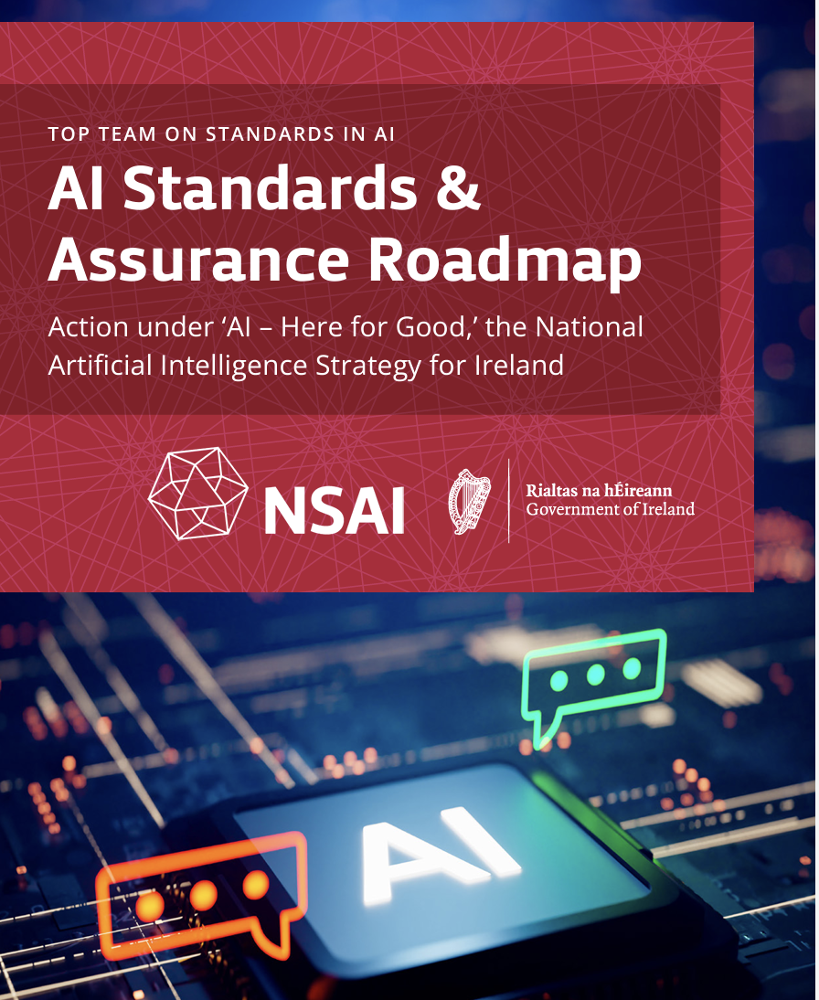 TOP TEAM ON STANDARDS IN AI
AI Standards &
Assurance Roadmap
Action under ‘AI – Here for Good,’ the National
Artificial Intelligence Strategy for Ireland
NSAI
Rialtas na hÉireann
Government of Ireland
AI